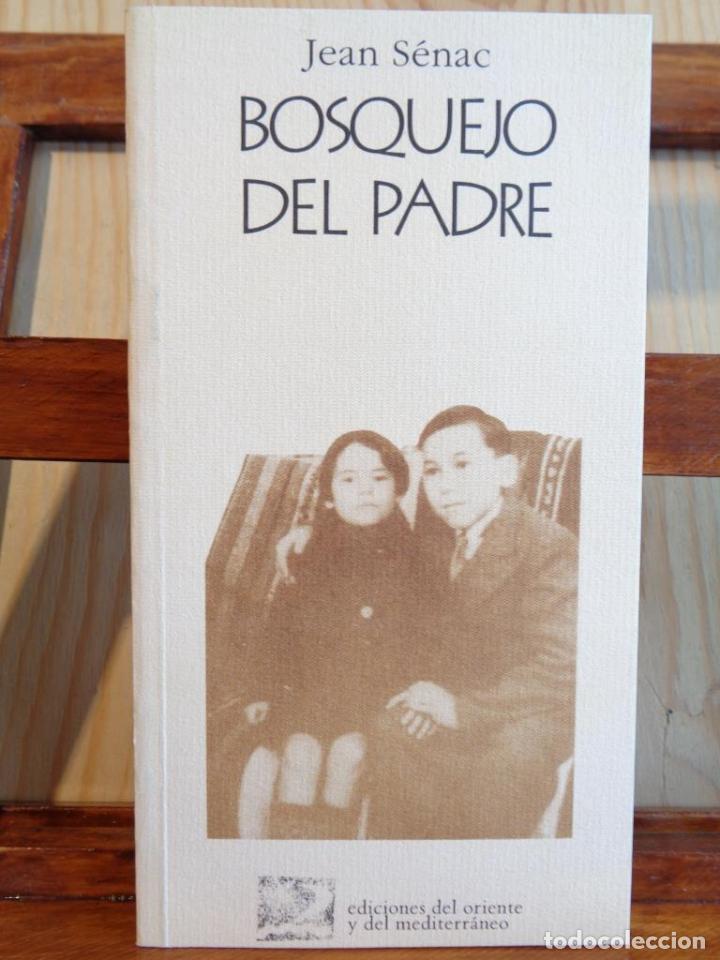 Jean Sénac
BOSQUEJO
DEL PADRE
ediciones del oriente
y del mediterráneo
todocoleccion